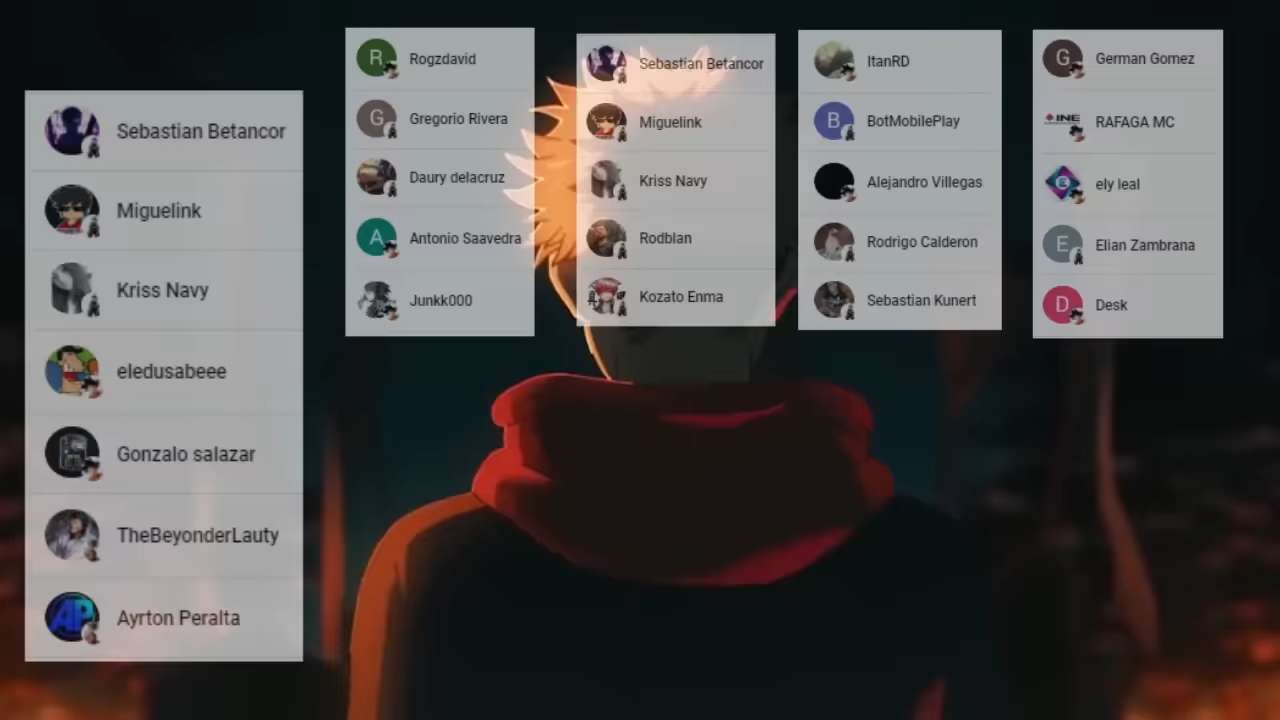 Sebastian Betancor
Miguelink
Kriss Navy
eledusabeee
Gonzalo salazar
TheBeyonderLauty
AP
Ayrton Peralta
R
Rogzdavid
G
Gregorio Rivera
Daury delacruz
A
Antonio Saavedra
Junkk000
Sebastian Betancor
Miguelink
Kriss Navy
Rodblan
Kozato Enma
ItanRD
B
BotMobilePlay
Alejandro Villegas
Rodrigo Calderon
Sebastian Kunert
G
German Gomez
INE
RAFAGA MC
E
ely leal
E
Elian Zambrana
D
Desk